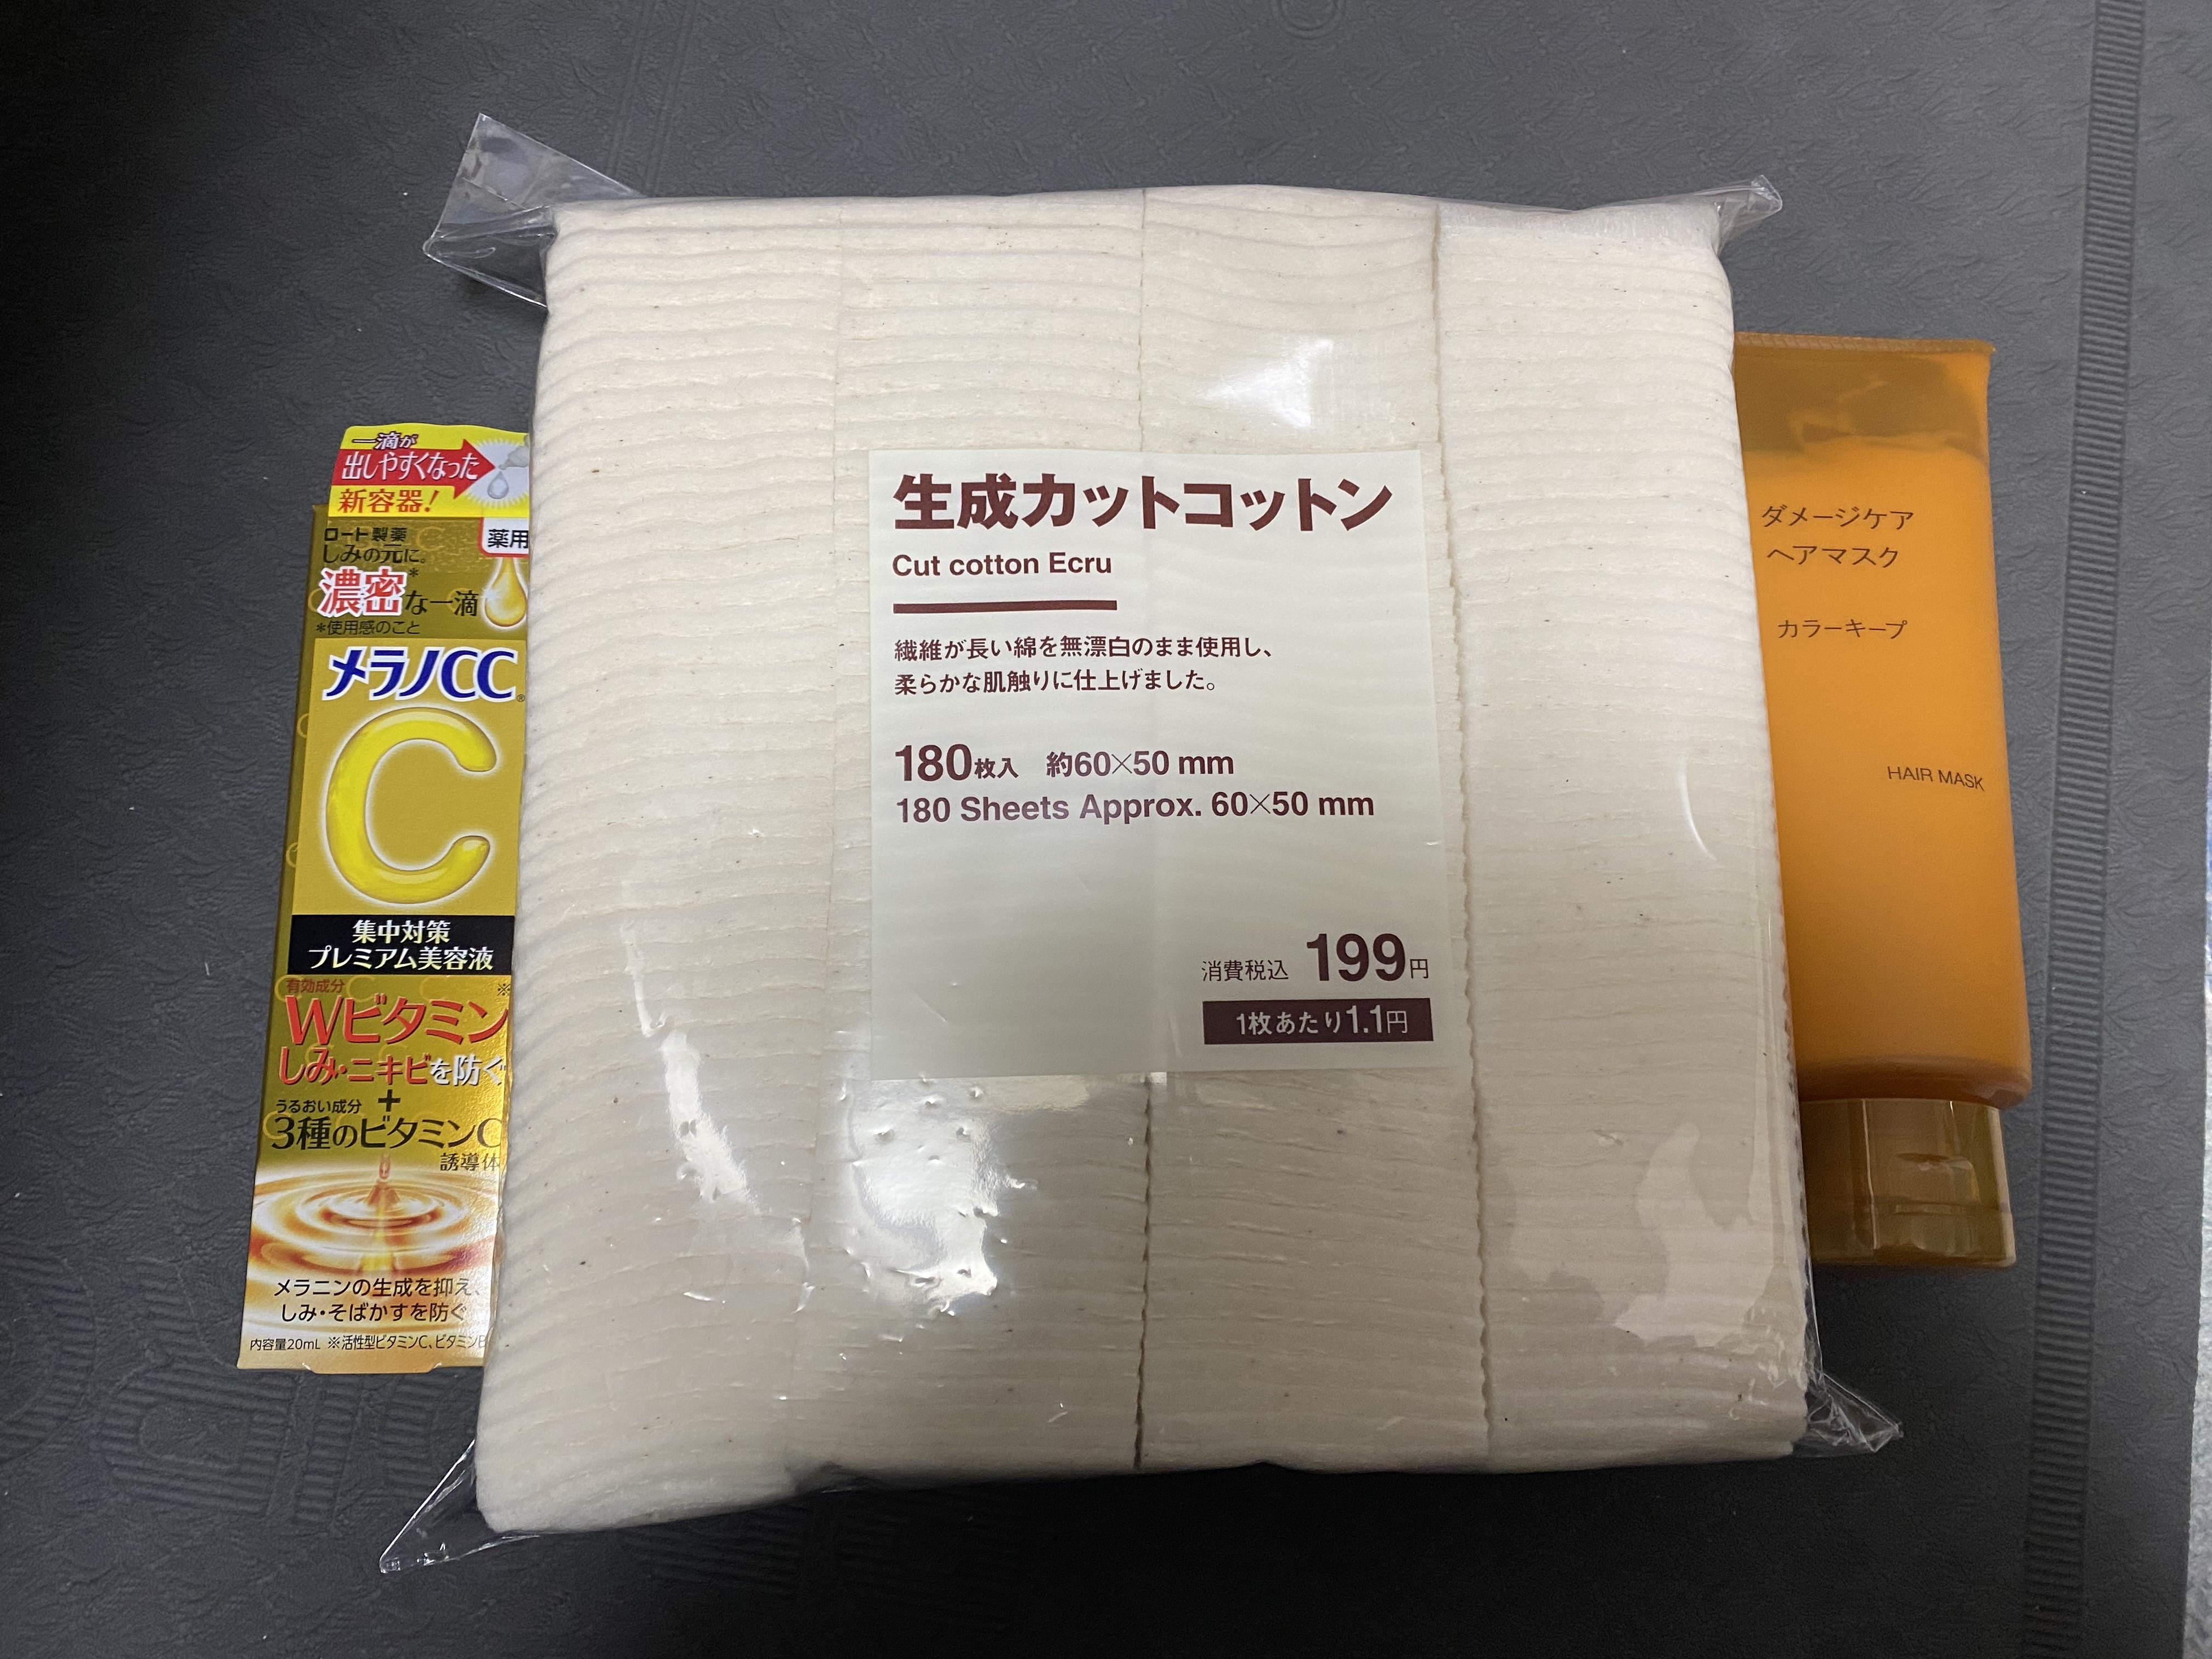 一滴が
出しやすくなった
新容器!
ロート製薬
薬用
しみの元に。
濃密*な一滴
*使用感のこと
メラノCC®
C
集中対策
プレミアム美容液
有効成分
Wビタミン※
しみ・ニキビを防ぐ
+
うるおい成分
3種のビタミンC
誘導体
メラニンの生成を抑え、
しみ・そばかすを防ぐ
内容量20mL ※活性型ビタミンC、ビタミンE
生成カットコットン
Cut cotton Ecru
繊維が長い綿を無漂白のまま使用し、
柔らかな肌触りに仕上げました。
180枚入 約60×50 mm
180 Sheets Approx. 60×50 mm
消費税込 199円
1枚あたり1.1円
ダメージケア
ヘアマスク
カラーキープ
HAIR MASK